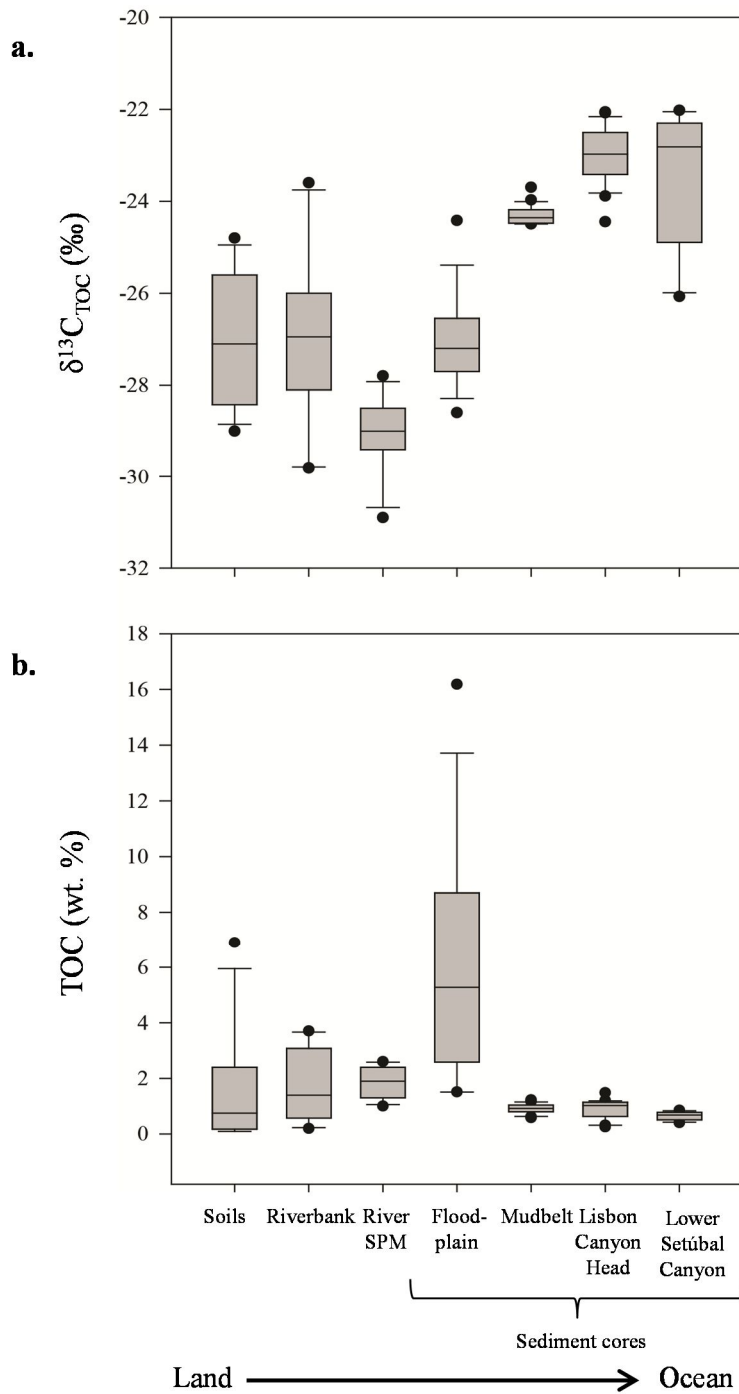 a.
-20
-22
-24
-26
-28
-30
-32
δ¹³C_TOC (‰)
b.
18
16
14
12
10
8
6
4
2
0
TOC (wt. %)
Soils
Riverbank
River
SPM
Flood-
plain
Mudbelt
Lisbon
Canyon
Head
Lower
Setúbal
Canyon
Sediment cores
Land
Ocean